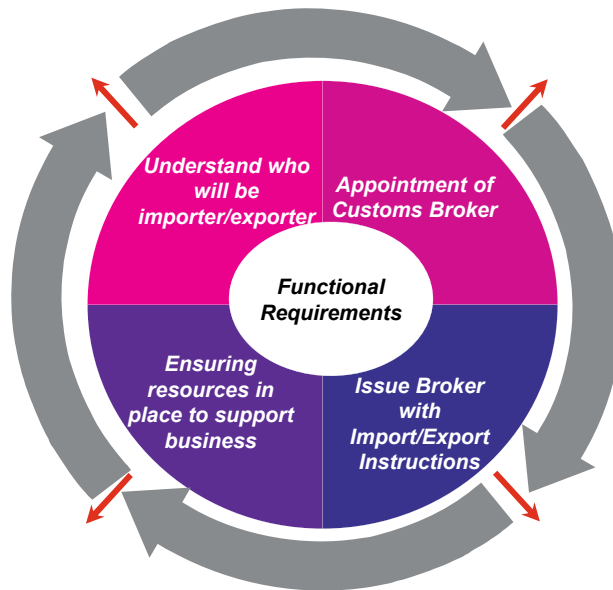 Understand who
will be
importer/exporter
Appointment of
Customs Broker
Functional
Requirements
Ensuring
resources in
place to support
business
Issue Broker
with
Import/Export
Instructions